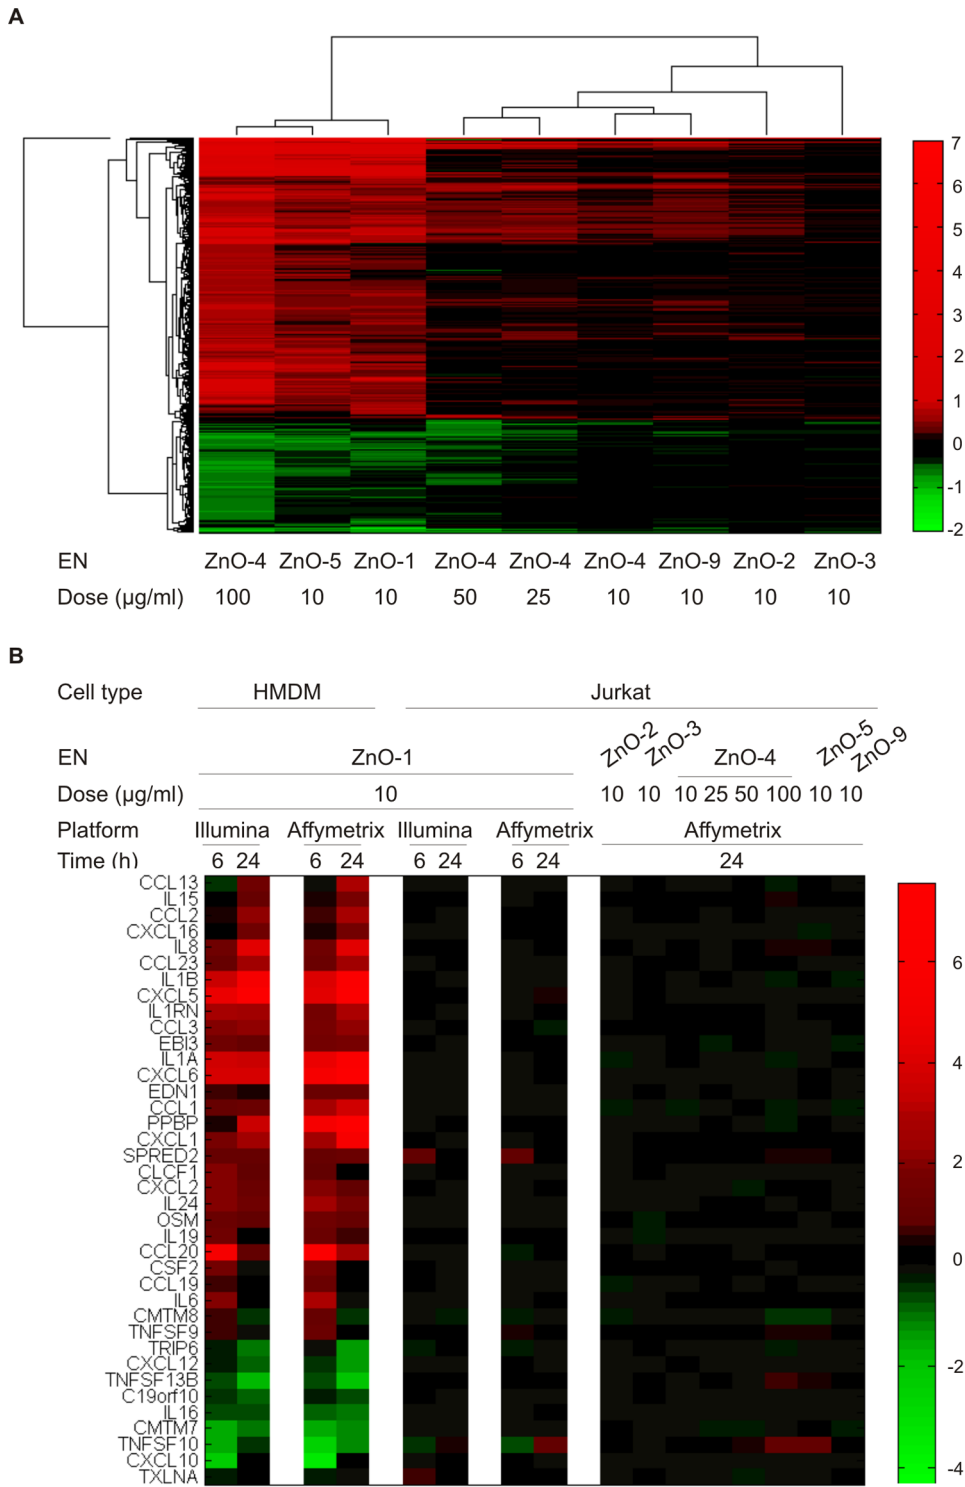 A
7
6
5
4
3
2
1
0
-1
-2
EN ZnO-4 ZnO-5 ZnO-1 ZnO-4 ZnO-4 ZnO-4 ZnO-9 ZnO-2 ZnO-3
Dose (µg/ml) 100 10 10 50 25 10 10 10 10
B
Cell type HMDM Jurkat
EN ZnO-1 ZnO-2 ZnO-3 ZnO-4 ZnO-5 ZnO-9
Dose (µg/ml) 10 10 10 10 25 50 100 10 10
Platform Illumina Affymetrix Illumina Affymetrix Affymetrix
Time (h) 6 24 6 24 6 24 6 24 24
CCL13
IL15
CCL2
CXCL16
IL8
CCL23
IL1B
CXCL5
IL1RN
CCL3
EBI3
IL1A
CXCL6
EDN1
CCL1
PPBP
CXCL1
SPRED2
CLCF1
CXCL2
IL24
OSM
IL19
CCL20
CSF2
CCL19
IL6
CMTM8
TNFSF9
TRIP6
CXCL12
TNFSF13B
C19orf10
IL16
CMTM7
TNFSF10
CXCL10
TXLNA
6
4
2
0
-2
-4